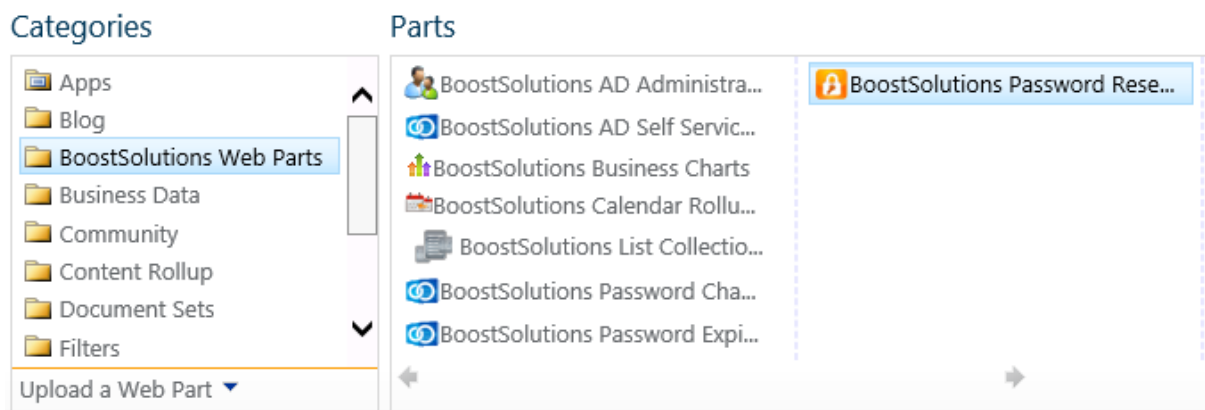 Categories
Apps
Blog
BoostSolutions Web Parts
Business Data
Community
Content Rollup
Document Sets
Filters
Upload a Web Part
Parts
BoostSolutions AD Administra...
BoostSolutions AD Self Servic...
BoostSolutions Business Charts
BoostSolutions Calendar Rollu...
BoostSolutions List Collectio...
BoostSolutions Password Cha...
BoostSolutions Password Expi...
BoostSolutions Password Rese...